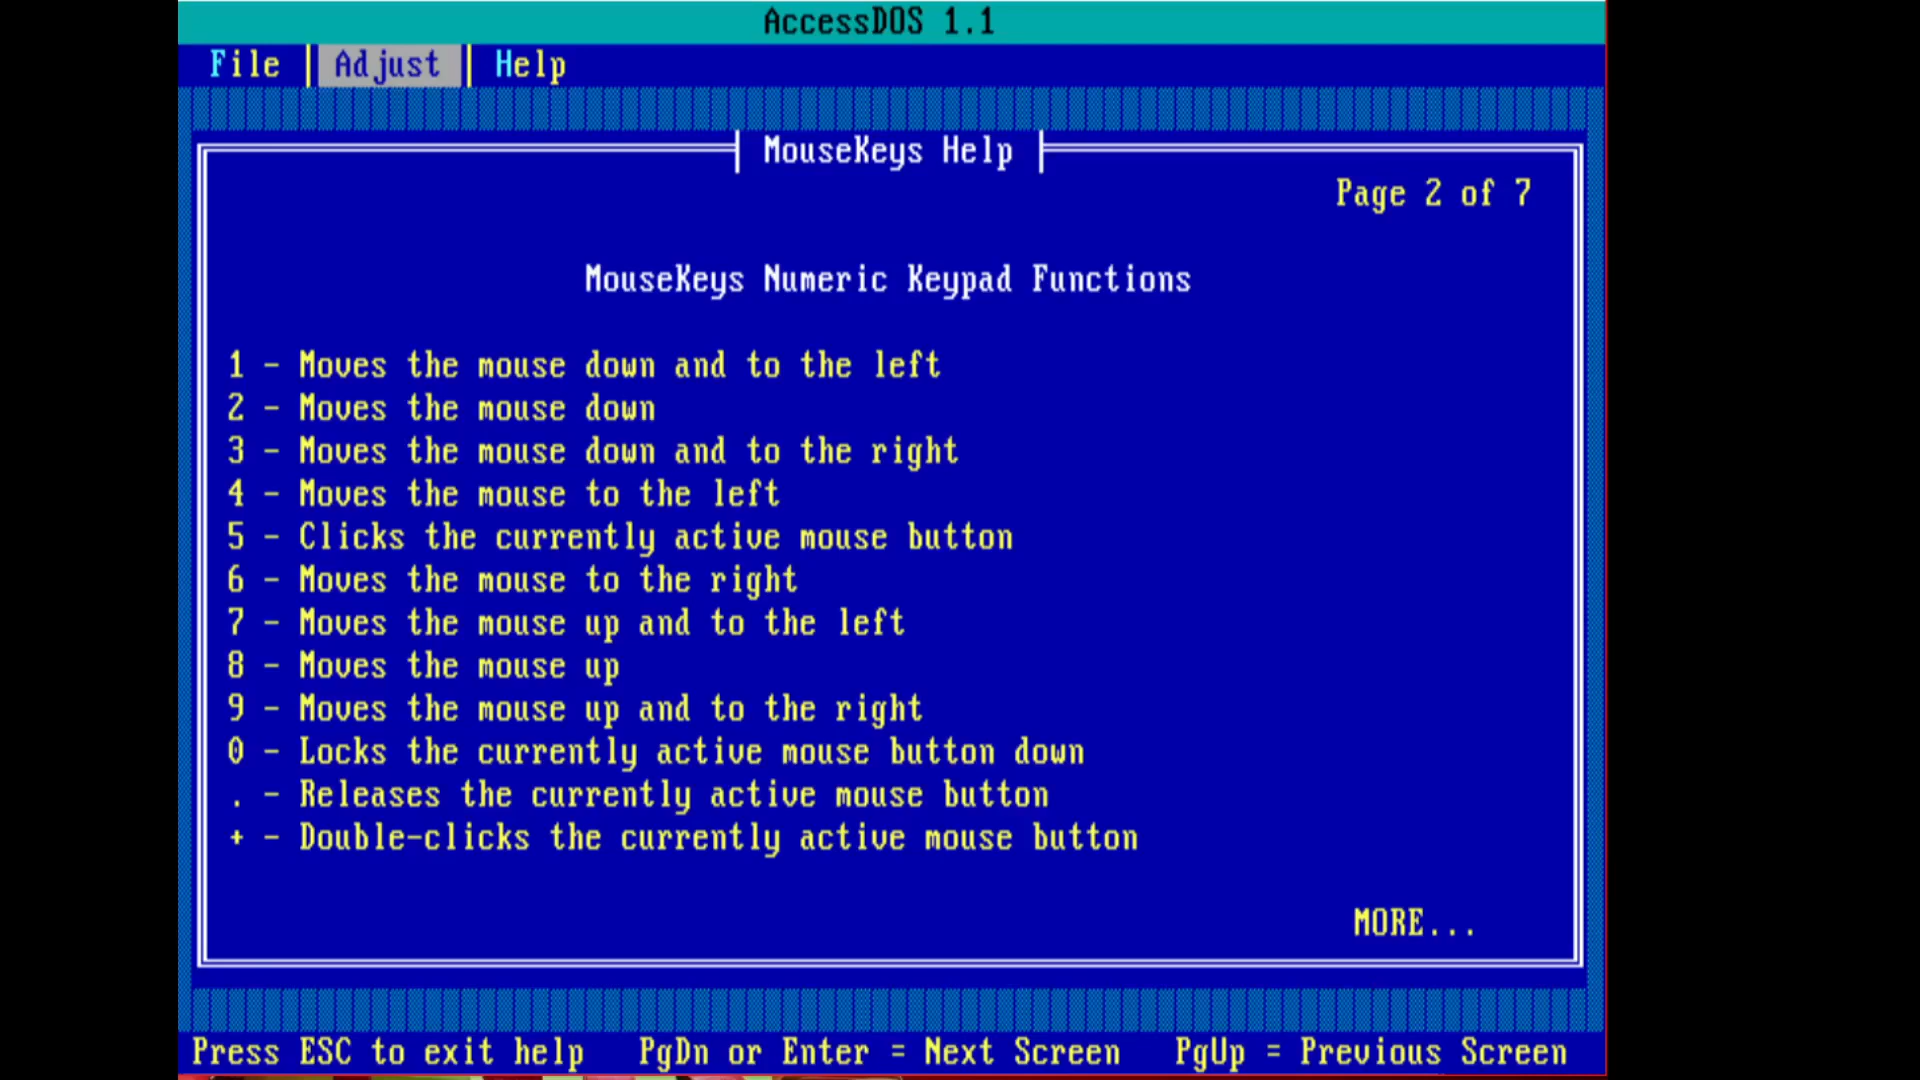 AccessDOS 1.1
File | Adjust | Help
MouseKeys Help
Page 2 of 7
MouseKeys Numeric Keypad Functions
1 - Moves the mouse down and to the left
2 - Moves the mouse down
3 - Moves the mouse down and to the right
4 - Moves the mouse to the left
5 - Clicks the currently active mouse button
6 - Moves the mouse to the right
7 - Moves the mouse up and to the left
8 - Moves the mouse up
9 - Moves the mouse up and to the right
0 - Locks the currently active mouse button down
. - Releases the currently active mouse button
+ - Double-clicks the currently active mouse button
MORE...
Press ESC to exit help   PgDn or Enter = Next Screen   PgUp = Previous Screen